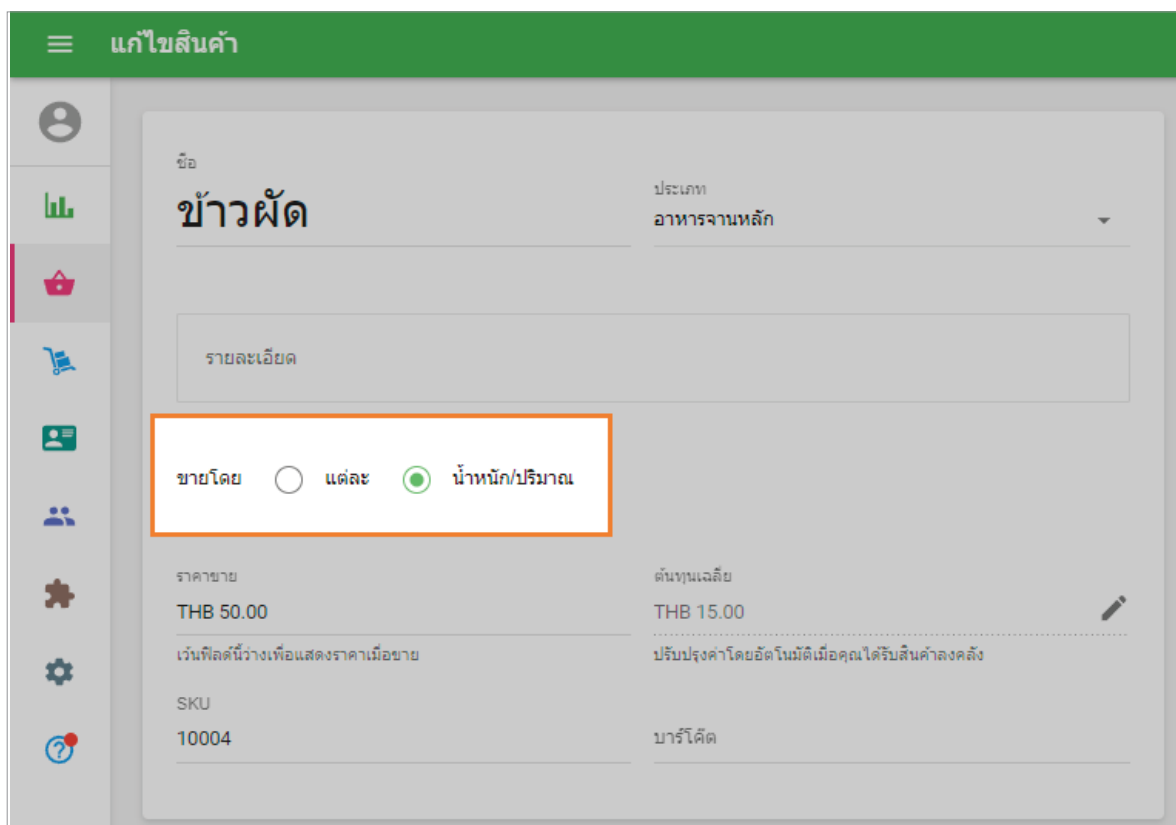 แก้ไขสินค้า
ชื่อ
ข้าวผัด
ประเภท
อาหารจานหลัก
รายละเอียด
ขายโดย แต่ละ น้ำหนัก/ปริมาณ
ราคาขาย
THB 50.00
เว้นฟิลด์นี้ว่างเพื่อแสดงราคาเมื่อขาย
ต้นทุนเฉลี่ย
THB 15.00
ปรับปรุงค่าโดยอัตโนมัติเมื่อคุณได้รับสินค้าลงคลัง
SKU
10004
บาร์โค๊ต